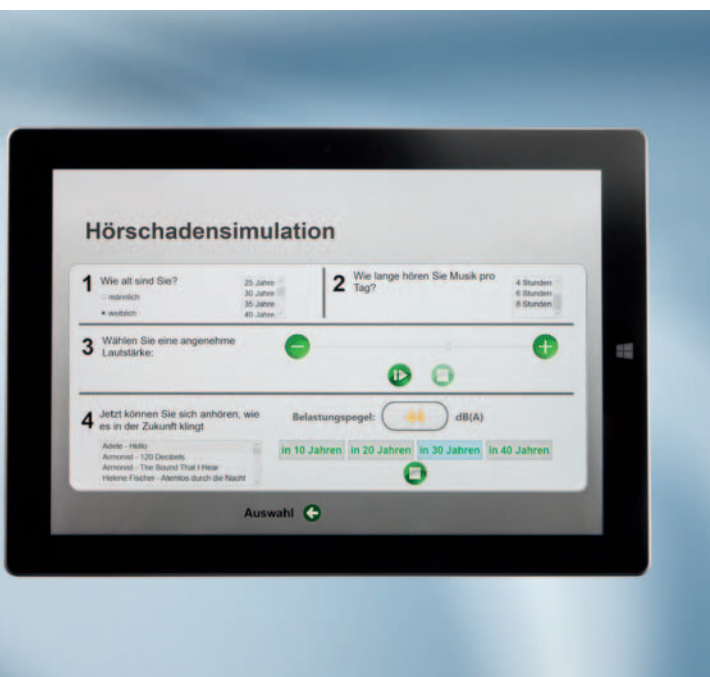 Hörschadensimulation
1 Wie alt sind Sie?
männlich
weiblich
25 Jahre
30 Jahre
35 Jahre
40 Jahre
2 Wie lange hören Sie Musik pro
Tag?
4 Stunden
6 Stunden
8 Stunden
3 Wählen Sie eine angenehme
Lautstärke:
4 Jetzt können Sie sich anhören, wie
es in der Zukunft klingt
Belastungspegel: dB(A)
Adele - Hello
Armonist - 120 Decibels
Armonist - The Sound That I Hear
Helene Fischer - Atemlos durch die Nacht
in 10 Jahren in 20 Jahren in 30 Jahren in 40 Jahren
Auswahl